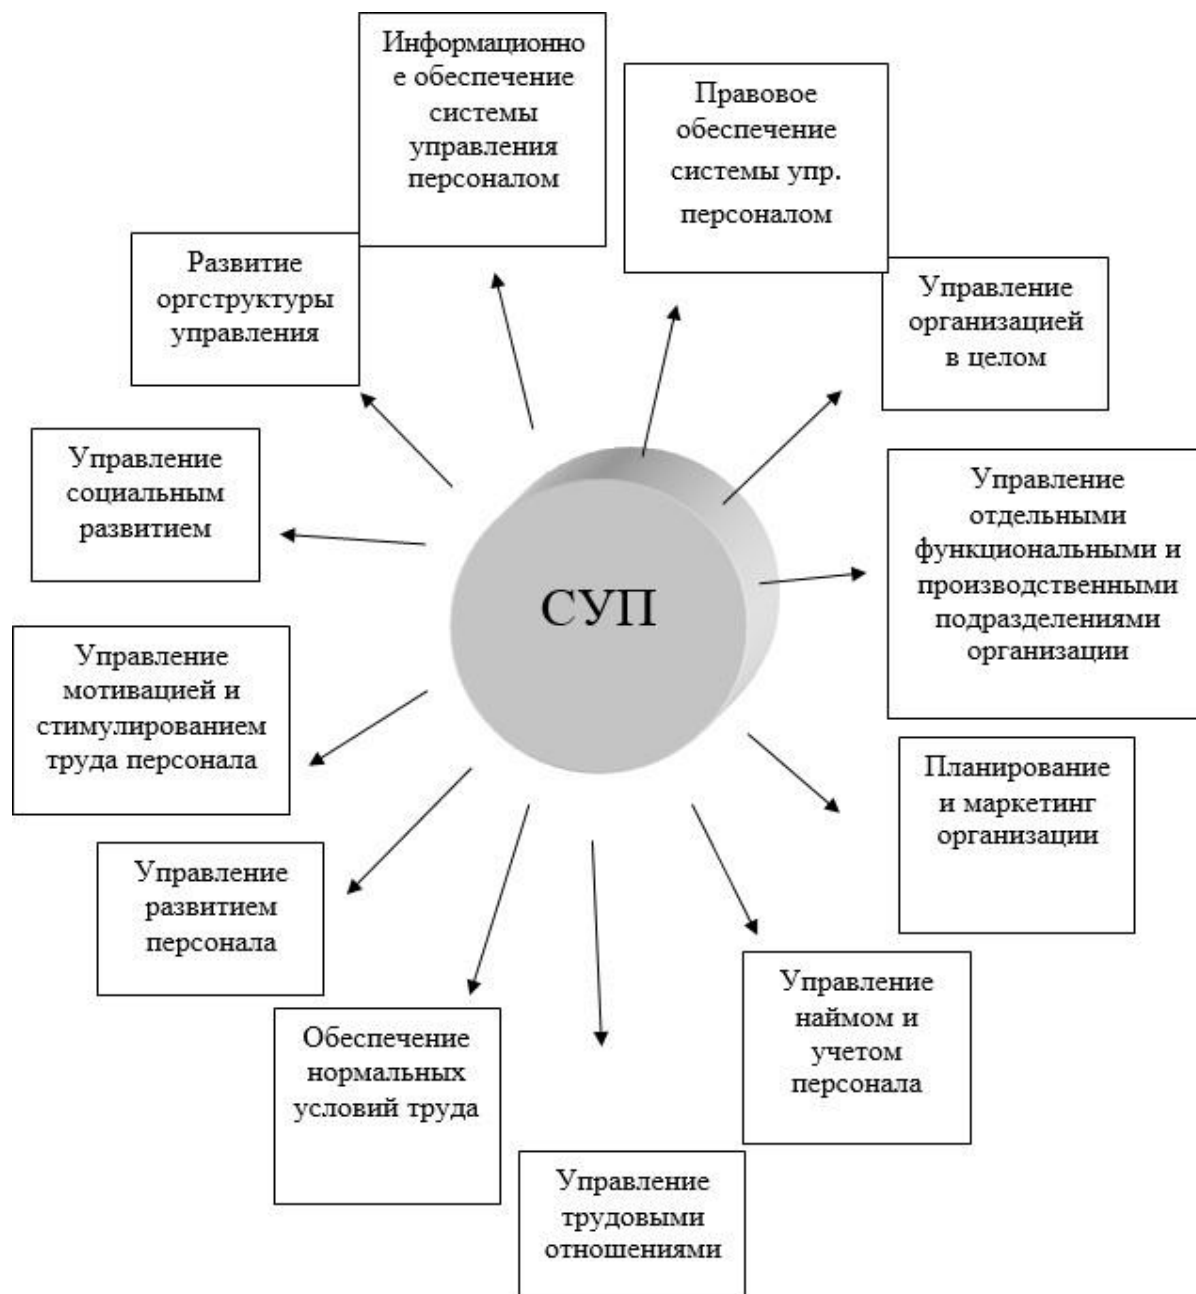 Информационно
е обеспечение
системы
управления
персоналом
Правовое
обеспечение
системы упр.
персоналом
Развитие
оргструктуры
управления
Управление
организацией
в целом
Управление
социальным
развитием
Управление
отдельными
функциональными и
производственными
подразделениями
организации
СУП
Управление
мотивацией и
стимулированием
труда персонала
Планирование
и маркетинг
организации
Управление
развитием
персонала
Управление
наймом и
учетом
персонала
Обеспечение
нормальных
условий труда
Управление
трудовыми
отношениями